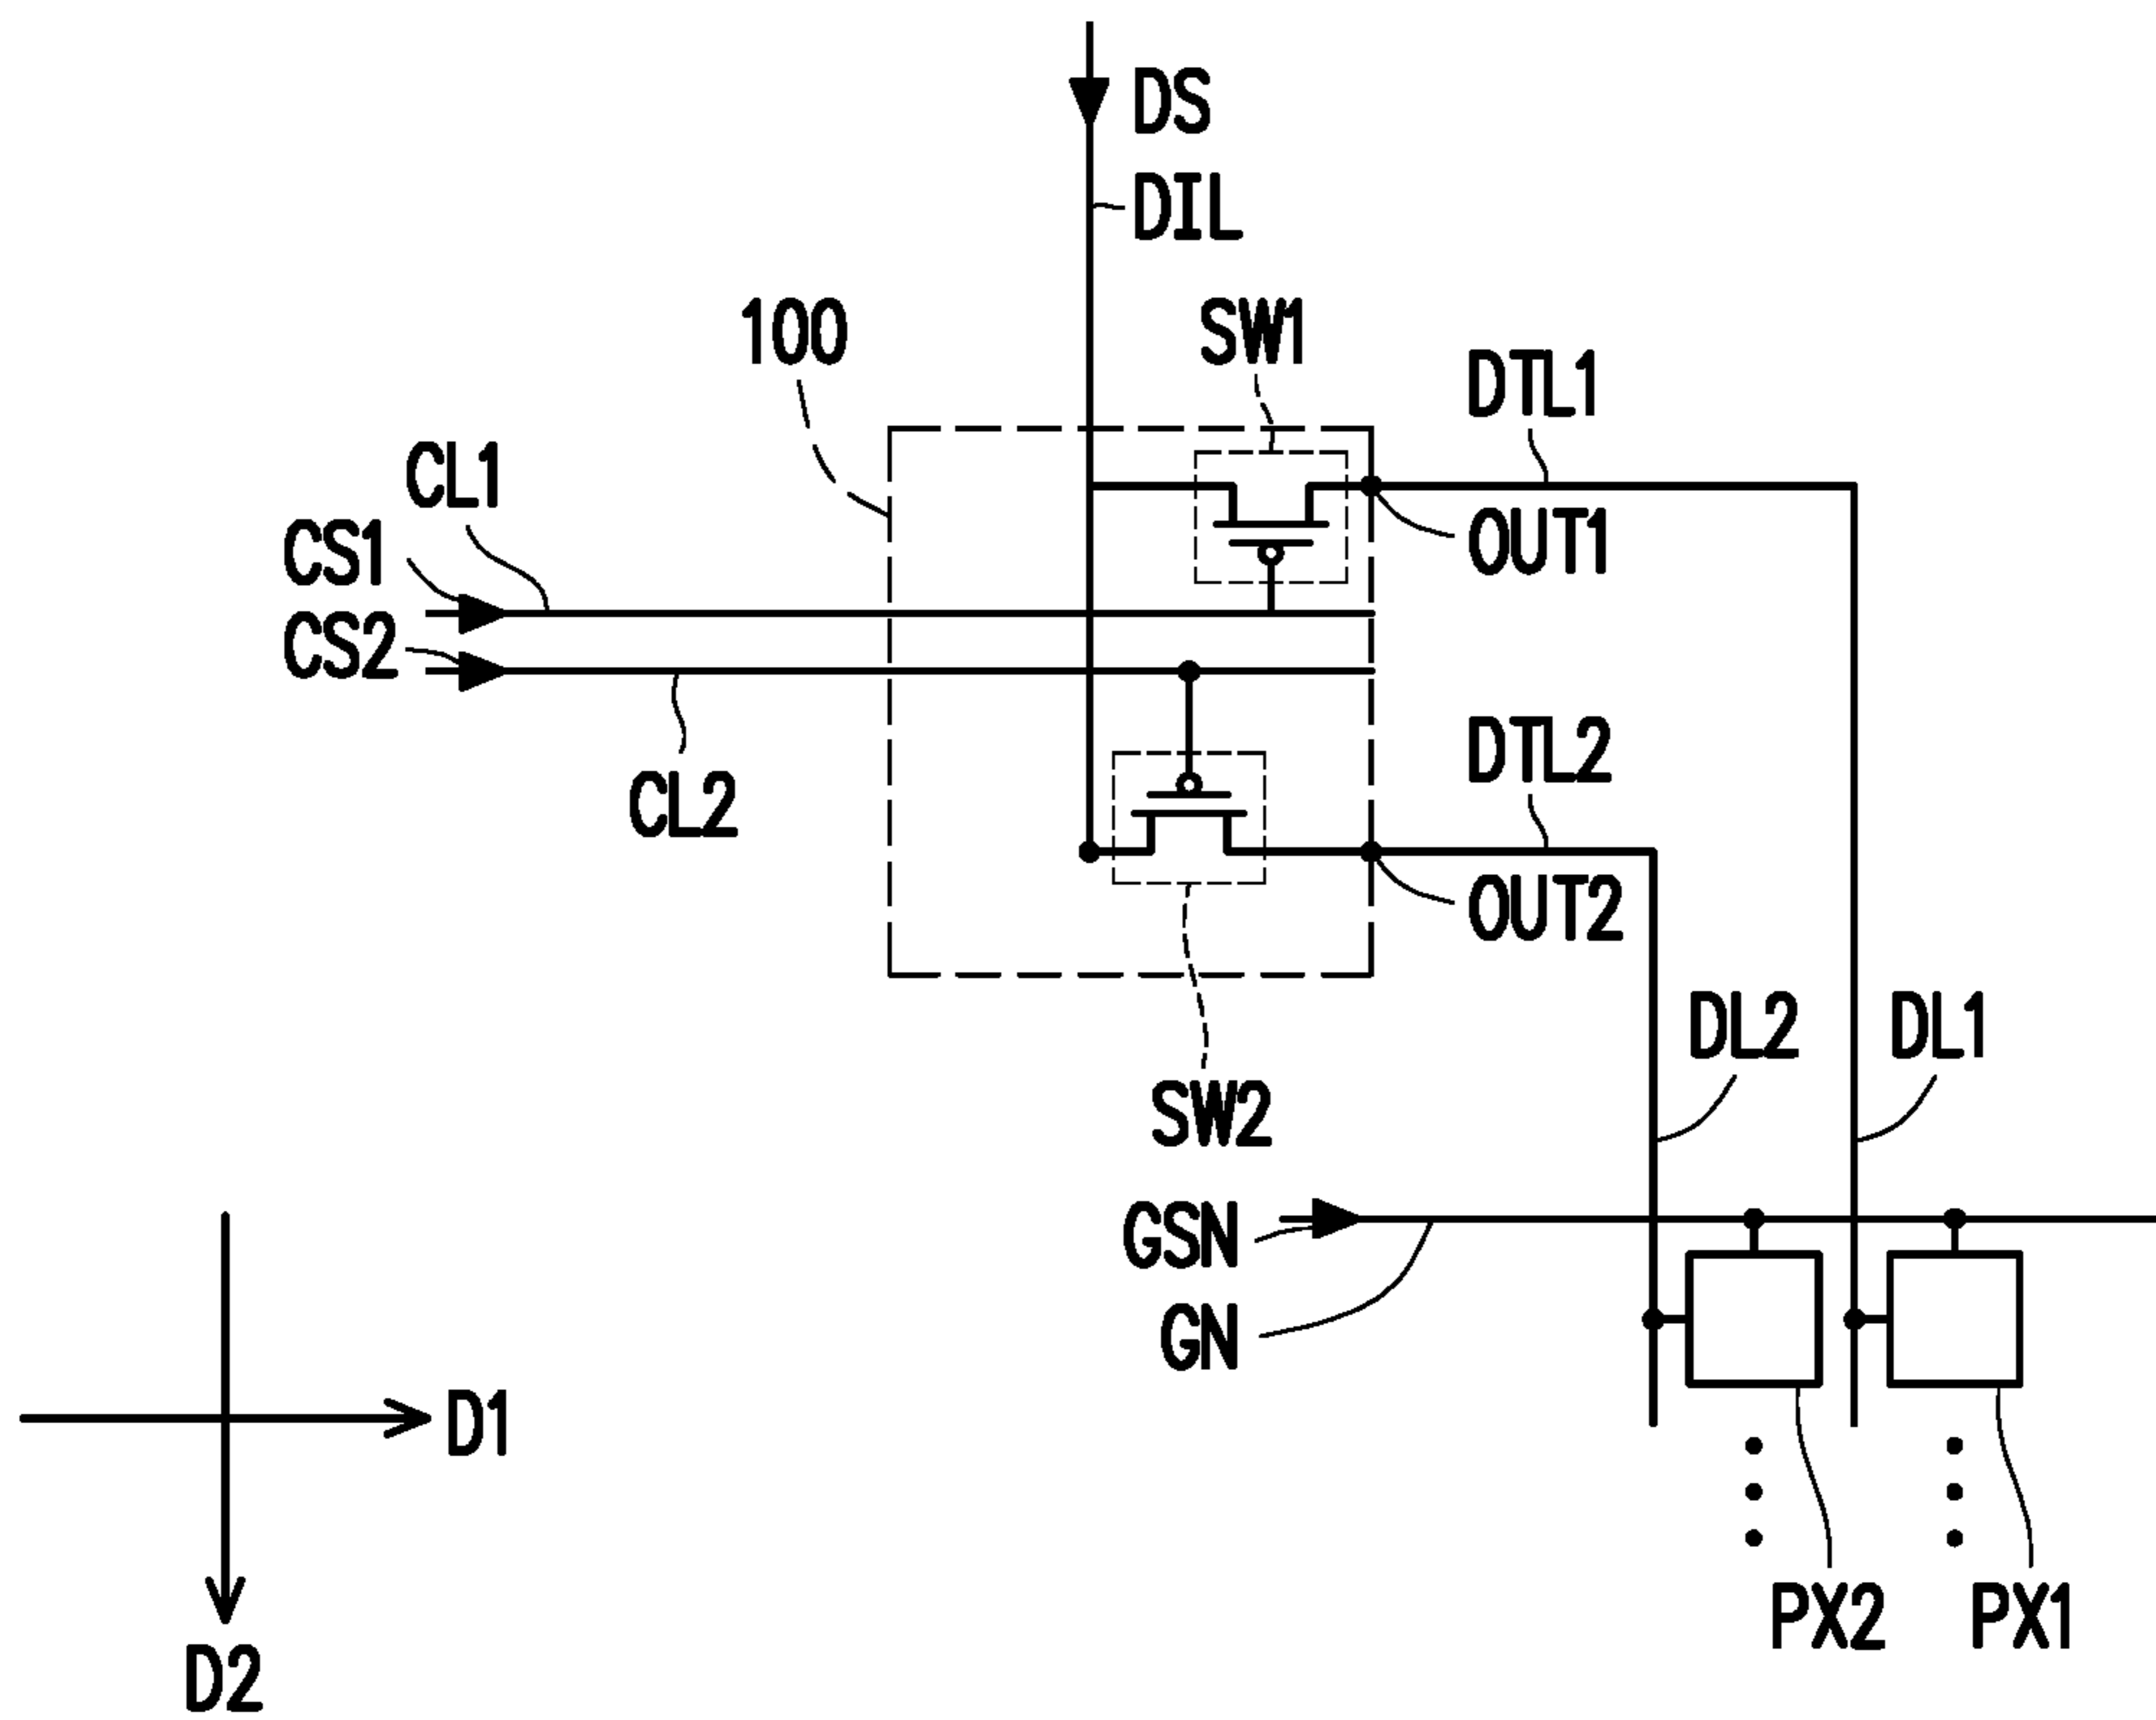 DS
DIL
100
SW1
DTL1
CL1
CS1
OUT1
CS2
DTL2
CL2
OUT2
DL2
DL1
SW2
GSN
GN
D1
PX2
PX1
D2